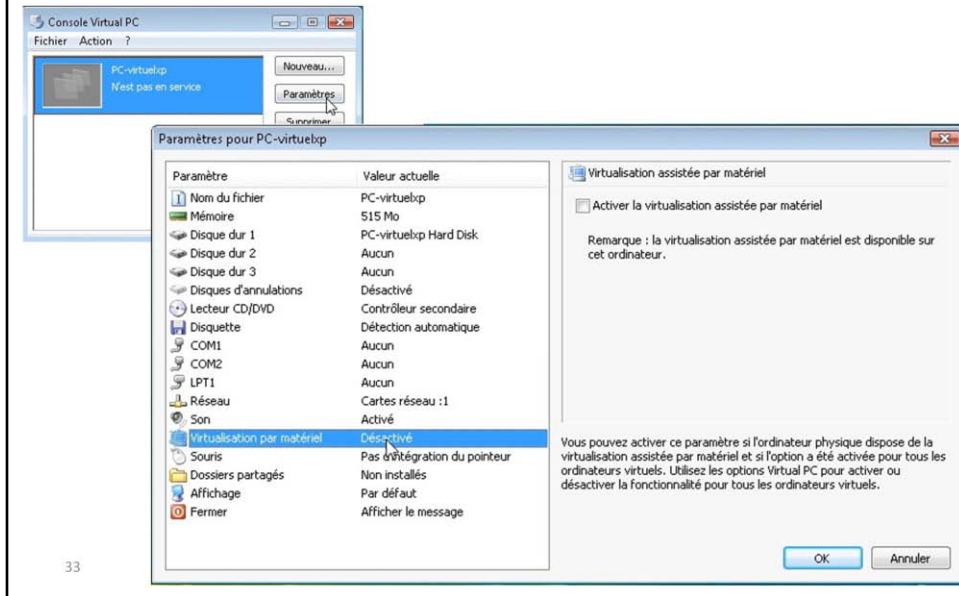 Console Virtual PC
Fichier Action ?
PC-virtuelxp
N'est pas en service
Nouveau...
Paramètres
Supprimer
Paramètres pour PC-virtuelxp
Paramètre Valeur actuelle
Nom du fichier PC-virtuelxp
Mémoire 515 Mo
Disque dur 1 PC-virtuelxp Hard Disk
Disque dur 2 Aucun
Disque dur 3 Aucun
Disques d'annulations Désactivé
Lecteur CD/DVD Contrôleur secondaire
Disquette Détection automatique
COM1 Aucun
COM2 Aucun
LPT1 Aucun
Réseau Cartes réseau :1
Son Activé
Virtualisation par matériel Désactivé
Souris Pas d'intégration du pointeur
Dossiers partagés Non installés
Affichage Par défaut
Fermer Afficher le message
Virtualisation assistée par matériel
Activer la virtualisation assistée par matériel
Remarque : la virtualisation assistée par matériel est disponible sur
cet ordinateur.
Vous pouvez activer ce paramètre si l'ordinateur physique dispose de la
virtualisation assistée par matériel et si l'option a été activée pour tous les
ordinateurs virtuels. Utilisez les options Virtual PC pour activer ou
désactiver la fonctionnalité pour tous les ordinateurs virtuels.
OK Annuler
33